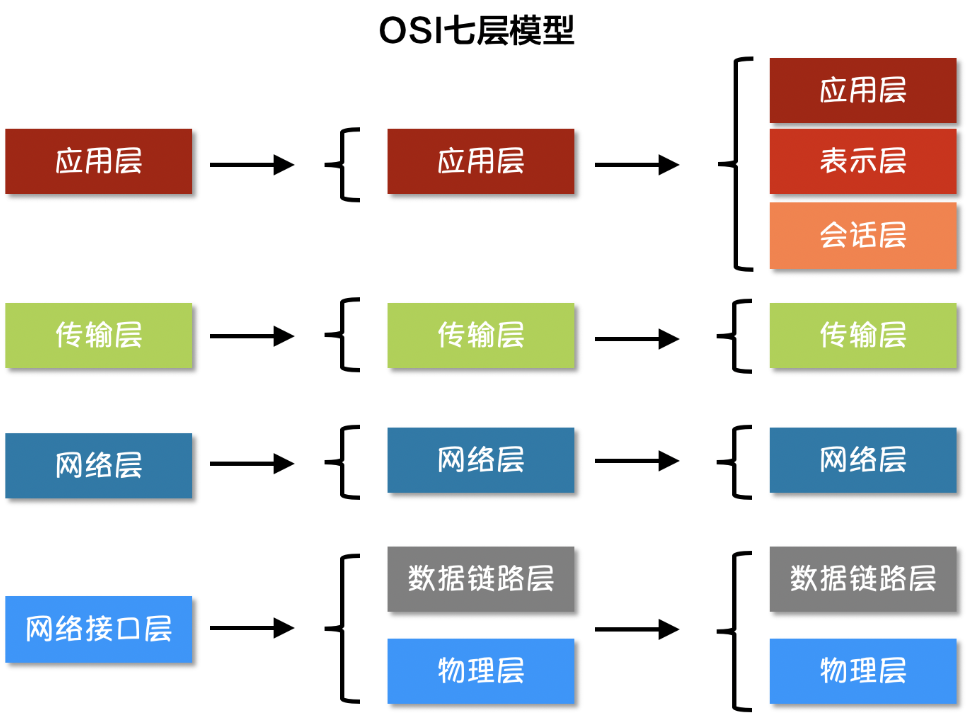 OSI七层模型
应用层
应用层
应用层
表示层
会话层
传输层
传输层
传输层
网络层
网络层
网络层
网络接口层
数据链路层
物理层
数据链路层
物理层